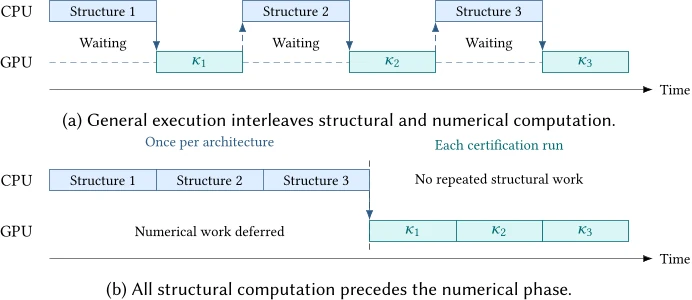 CPU Structure 1 Structure 2 Structure 3
Waiting Waiting Waiting
GPU κ1 κ2 κ3
Time
(a) General execution interleaves structural and numerical computation.
Once per architecture Each certification run
CPU Structure 1 Structure 2 Structure 3 No repeated structural work
GPU Numerical work deferred κ1 κ2 κ3
Time
(b) All structural computation precedes the numerical phase.